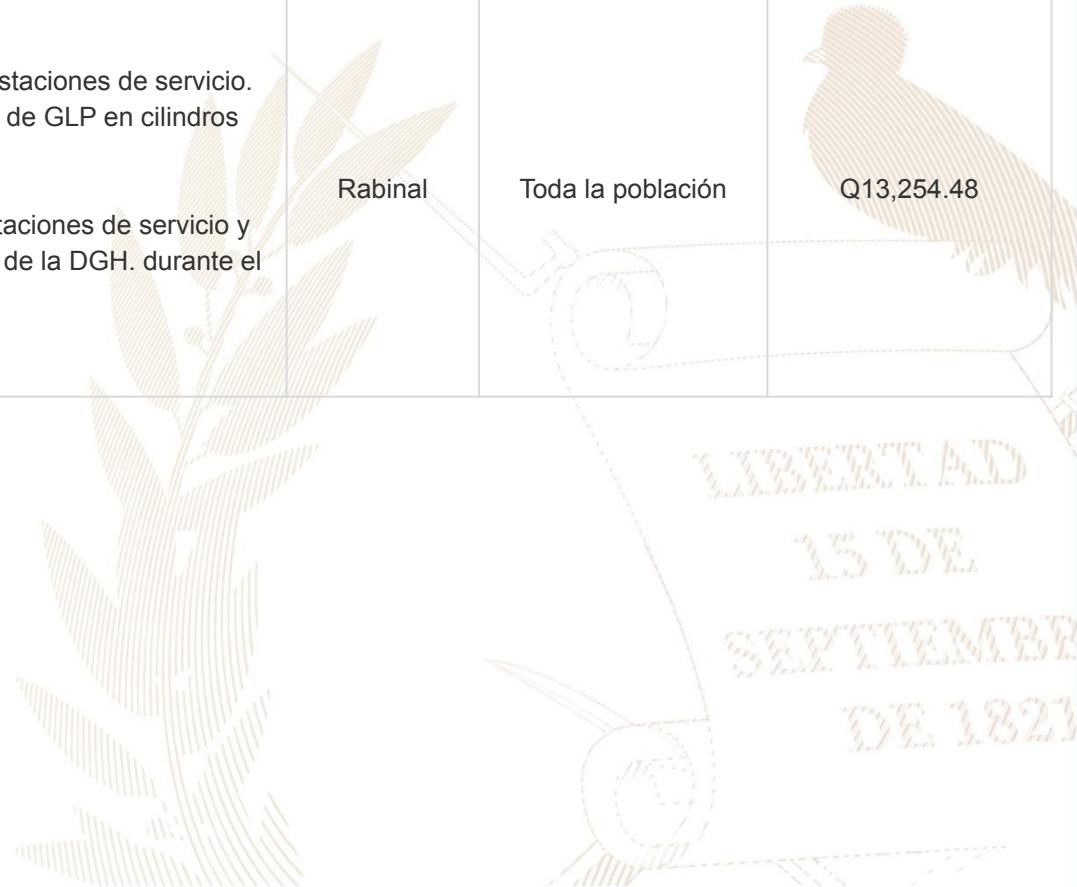 staciones de servicio.
de GLP en cilindros
Rabinal
Toda la población
Q13,254.48
taciones de servicio y
de la DGH. durante el
LIBERTAD
15 DE
SEPTIEMBRE
DE 1821